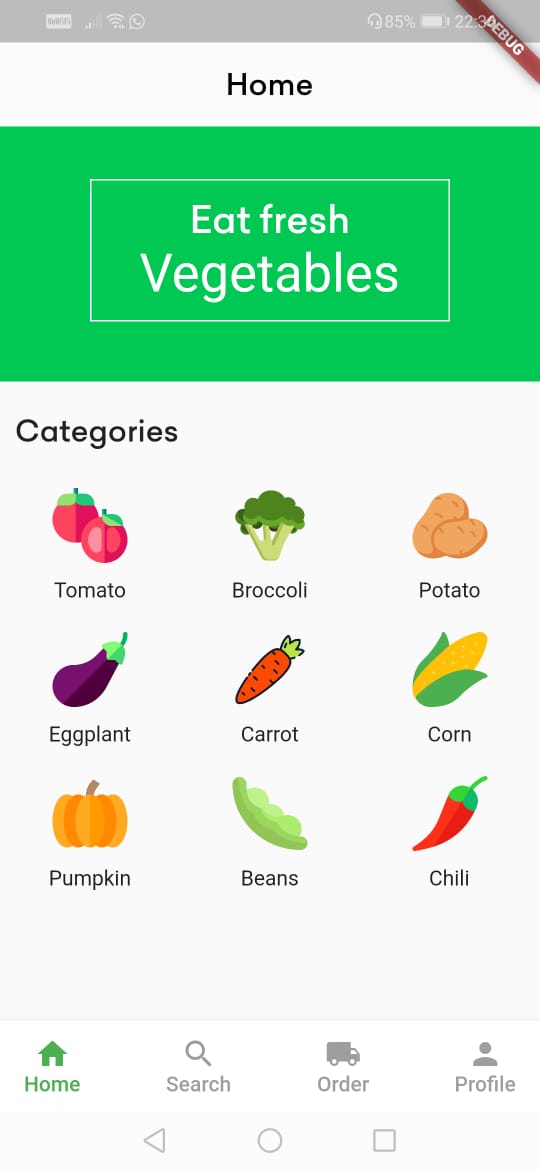 VoWiFi 85% 22:30
DEBUG
Home
Eat fresh
Vegetables
Categories
Tomato Broccoli Potato
Eggplant Carrot Corn
Pumpkin Beans Chili
Home Search Order Profile